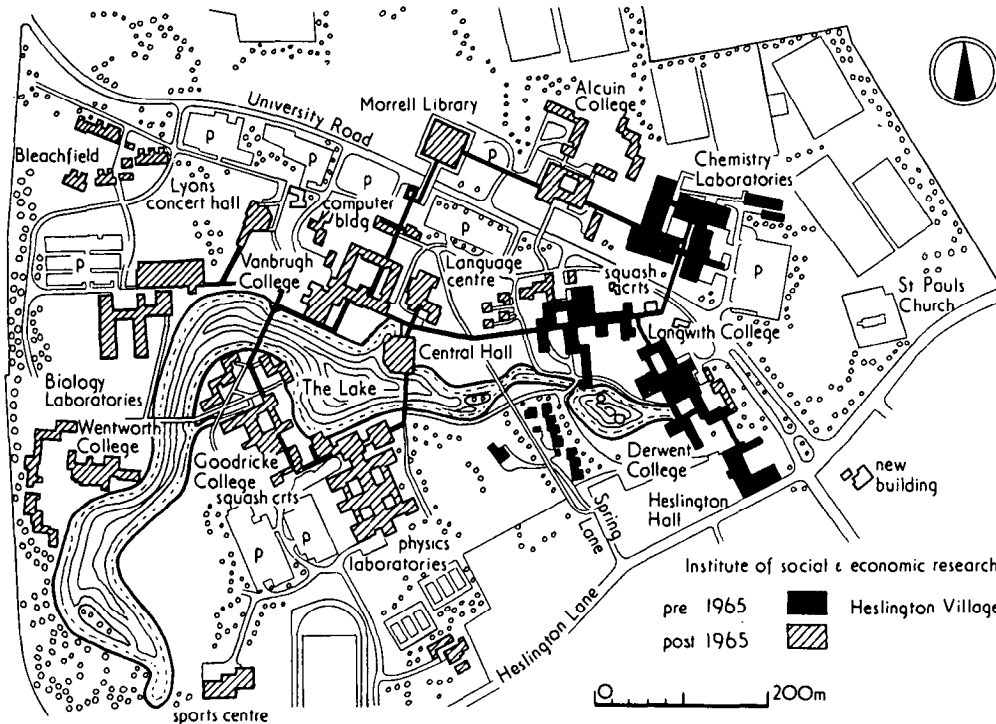 University Road
Morrell Library
Alcuin
College
Bleachfield
Lyons
concert hall
computer
bldg
Chemistry
Laboratories
P
P
P
P
P
P
P
Vanbrugh
College
Language
centre
squash
crts
St Pauls
Church
Langwith College
Central Hall
The Lake
Biology
Laboratories
Wentworth
College
Goodricke
College
squash crts
P
P
Derwent
College
Heslington
Hall
new
building
Spring
Lane
physics
laboratories
Heslington Lane
Institute of social & economic research
pre 1965
Heslington Village
post 1965
O
200m
sports centre